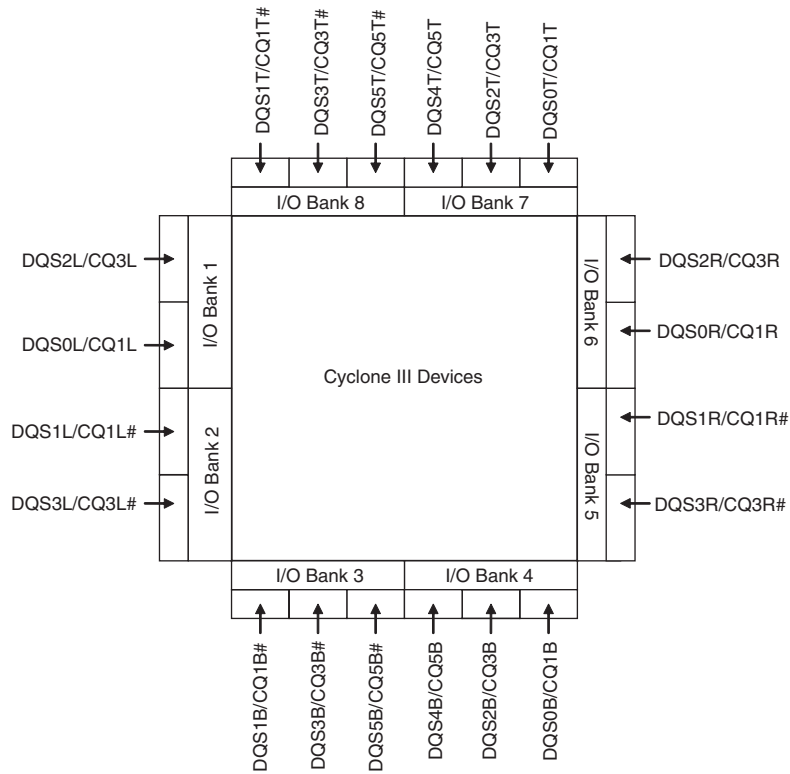 DQS1T/CQ1T#
DQS3T/CQ3T#
DQS5T/CQ5T#
DQS4T/CQ5T
DQS2T/CQ3T
DQS0T/CQ1T
I/O Bank 8
I/O Bank 7
DQS2L/CQ3L
DQS0L/CQ1L
DQS1L/CQ1L#
DQS3L/CQ3L#
I/O Bank 1
I/O Bank 2
Cyclone III Devices
I/O Bank 6
I/O Bank 5
DQS2R/CQ3R
DQS0R/CQ1R
DQS1R/CQ1R#
DQS3R/CQ3R#
I/O Bank 3
I/O Bank 4
DQS1B/CQ1B#
DQS3B/CQ3B#
DQS5B/CQ5B#
DQS4B/CQ5B
DQS2B/CQ3B
DQS0B/CQ1B